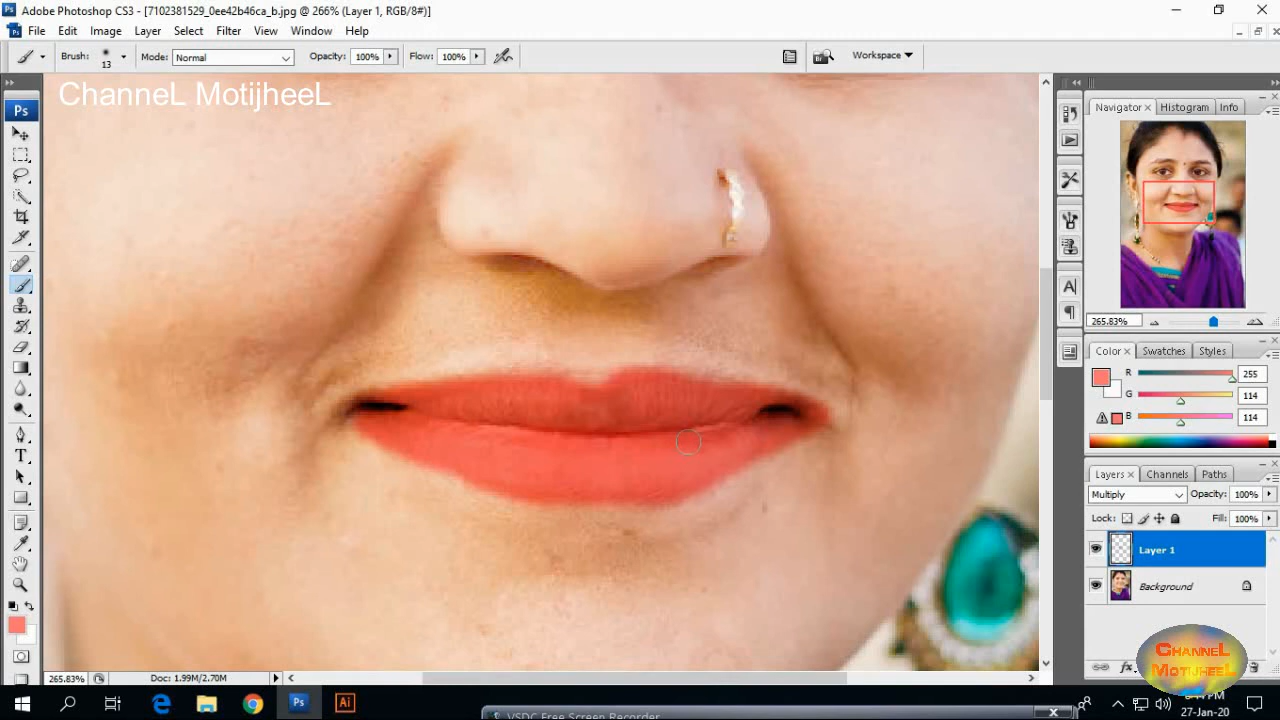 Adobe Photoshop CS3 - [7102381529_0ee42b46ca_b.jpg @ 266% (Layer 1, RGB/8#)]
File Edit Image Layer Select Filter View Window Help
Brush: 13 Mode: Normal Opacity: 100% Flow: 100% Workspace
ChanneL MotijheeL
Ps
Navigator Histogram Info
265.83%
Color Swatches Styles
R 255
G 114
B 114
Layers Channels Paths
Multiply Opacity: 100%
Lock: Fill: 100%
Layer 1
Background
ChanneL
MotijheeL
265.83% Doc: 1.99M/2.70M
Ps Ai
VSDC Free Screen Recorder
27-Jan-20